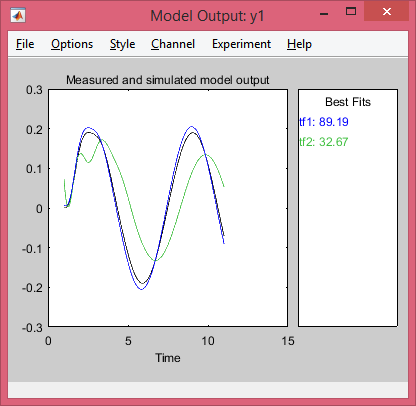 Model Output: y1
File Options Style Channel Experiment Help
Measured and simulated model output
0.3
0.2
0.1
0
-0.1
-0.2
-0.3
0 5 10 15
Time
Best Fits
tf1: 89.19
tf2: 32.67